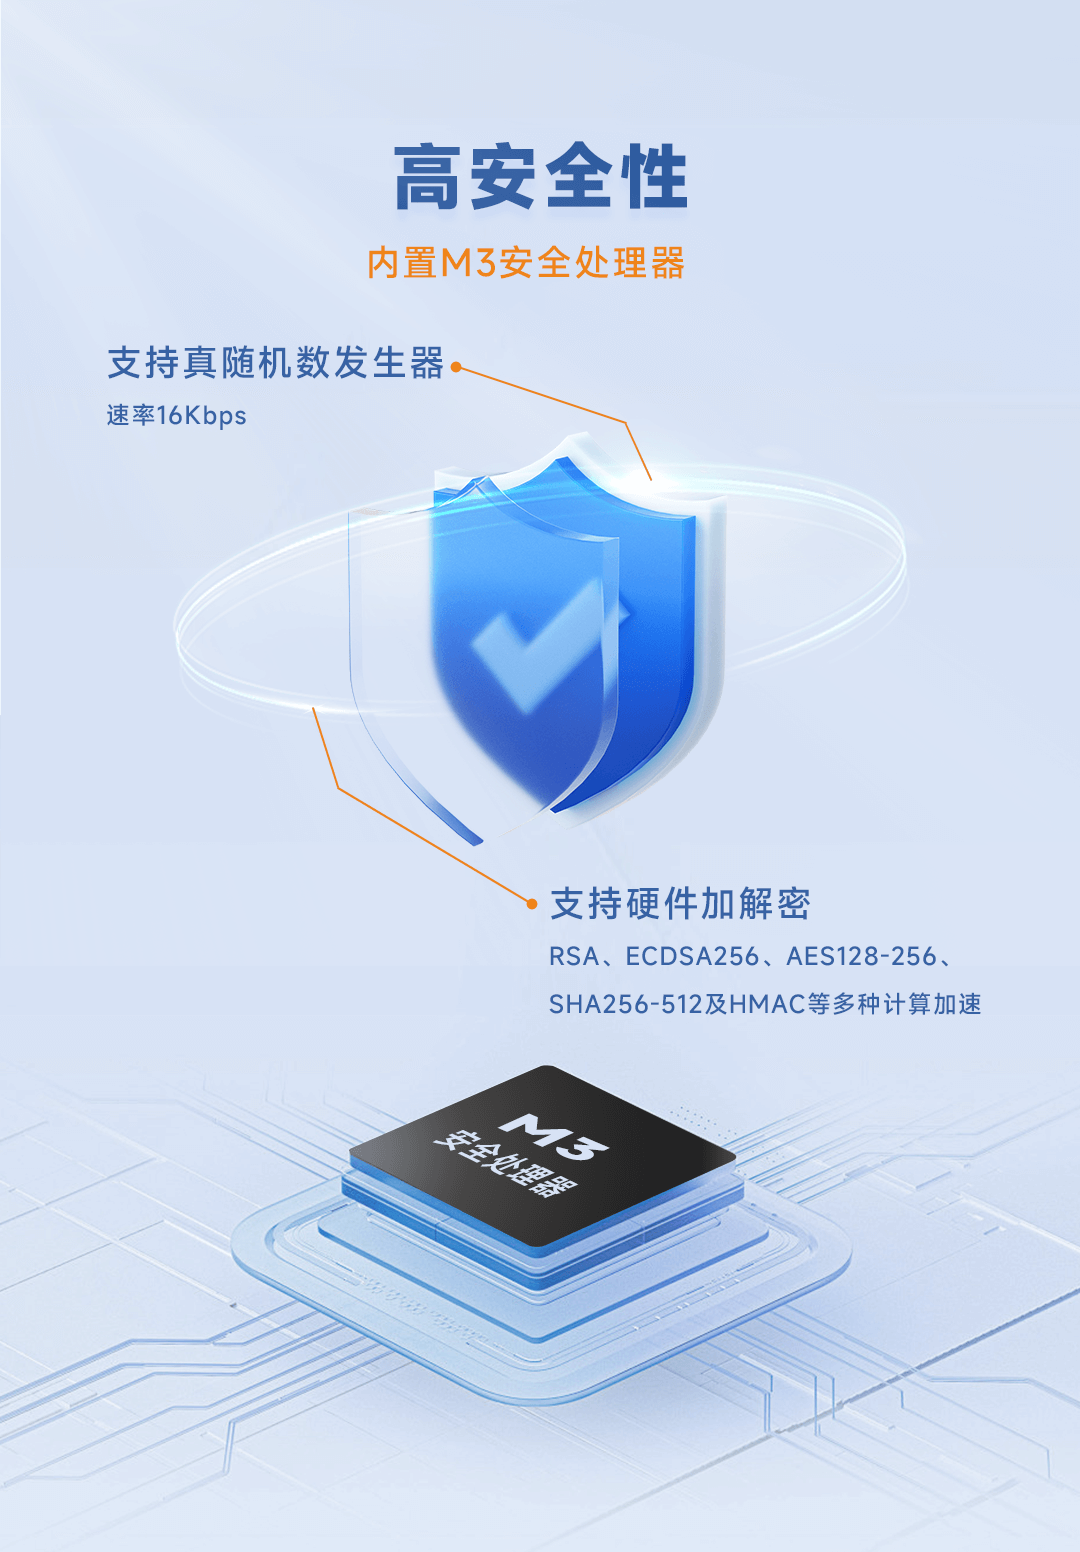 高安全性
内置M3安全处理器
支持真随机数发生器
速率16Kbps
支持硬件加解密
RSA、ECDSA256、AES128-256、
SHA256-512及HMAC等多种计算加速
M3
安全处理器